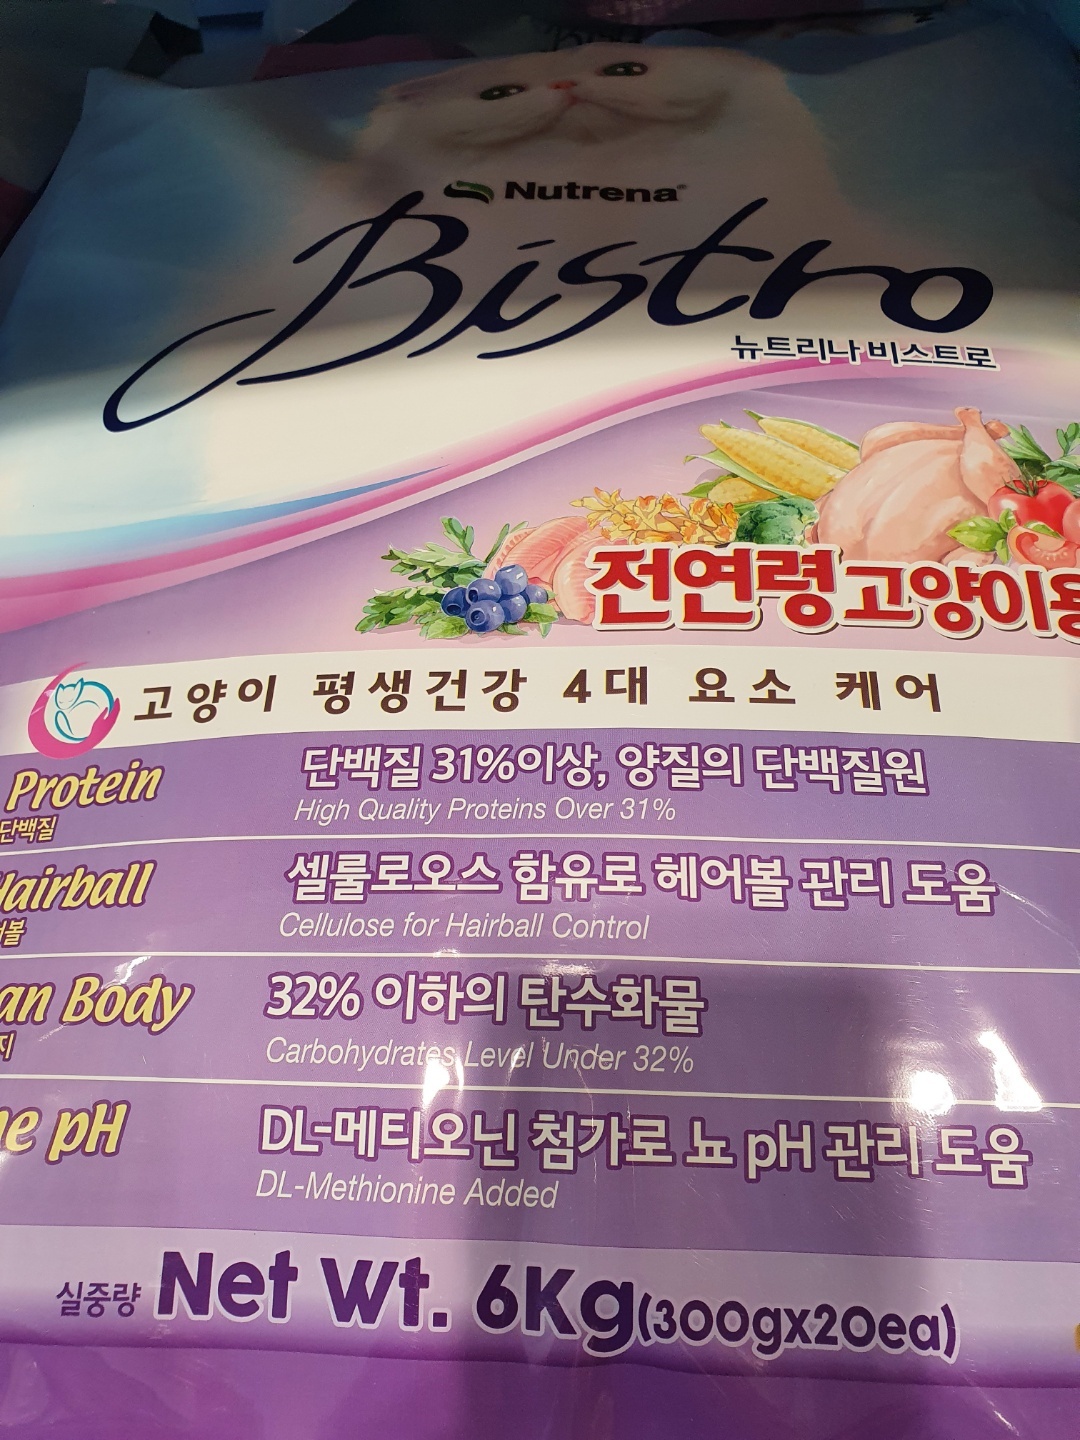 Nutrena
Bistro
뉴트리나 비스트로
전연령 고양이용
고양이 평생건강 4대 요소 케어
Protein
단백질
단백질 31%이상, 양질의 단백질원
High Quality Proteins Over 31%
Hairball
볼
셀룰로오스 함유로 헤어볼 관리 도움
Cellulose for Hairball Control
an Body
지
32% 이하의 탄수화물
Carbohydrates Level Under 32%
ne pH
DL-메티오닌 첨가로 뇨 pH 관리 도움
DL-Methionine Added
실중량 Net Wt. 6Kg(300gx20ea)